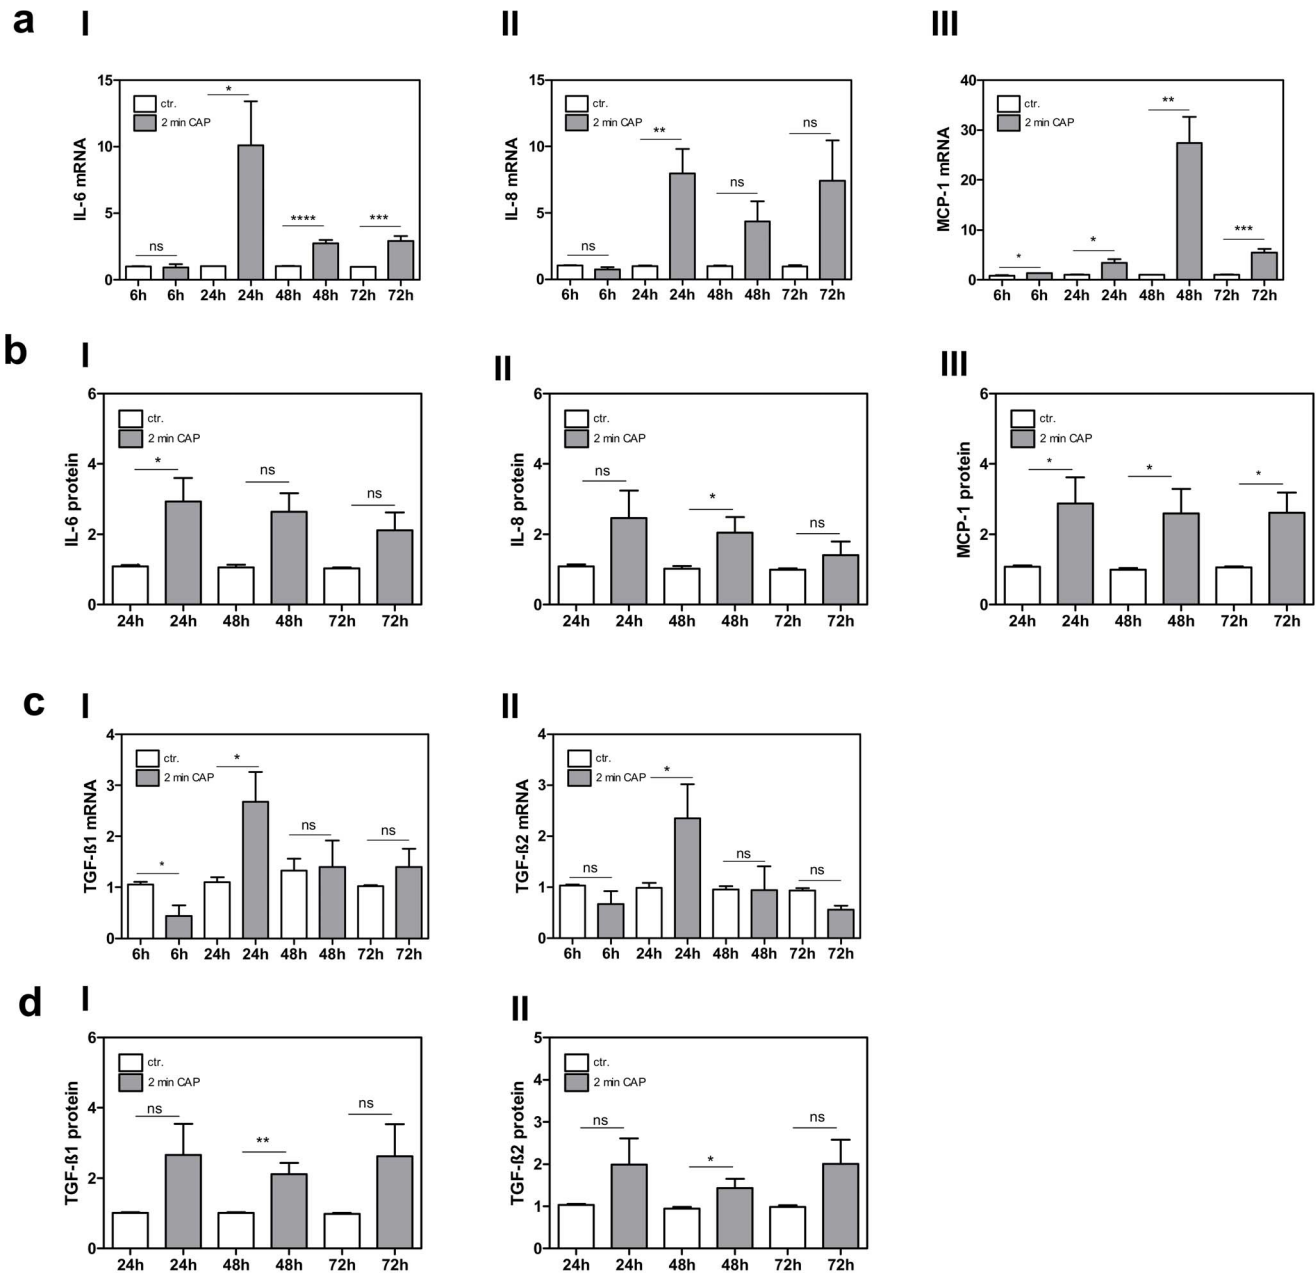 a I II III
15 10 5 0
IL-6 mRNA
ctr.
2 min CAP
ns * **** ***
6h 6h 24h 24h 48h 48h 72h 72h
15 10 5 0
IL-8 mRNA
ctr.
2 min CAP
ns ** ns ns
6h 6h 24h 24h 48h 48h 72h 72h
40 30 20 10 0
MCP-1 mRNA
ctr.
2 min CAP
* * ** ***
6h 6h 24h 24h 48h 48h 72h 72h
b I II III
6 4 2 0
IL-6 protein
ctr.
2 min CAP
* ns ns
24h 24h 48h 48h 72h 72h
6 4 2 0
IL-8 protein
ctr.
2 min CAP
ns * ns
24h 24h 48h 48h 72h 72h
6 4 2 0
MCP-1 protein
ctr.
2 min CAP
* * *
24h 24h 48h 48h 72h 72h
c I II
4 3 2 1 0
TGF-ß1 mRNA
ctr.
2 min CAP
* * ns ns
6h 6h 24h 24h 48h 48h 72h 72h
4 3 2 1 0
TGF-ß2 mRNA
ctr.
2 min CAP
ns * ns ns
6h 6h 24h 24h 48h 48h 72h 72h
d I II
6 4 2 0
TGF-ß1 protein
ctr.
2 min CAP
ns ** ns
24h 24h 48h 48h 72h 72h
5 4 3 2 1 0
TGF-ß2 protein
ctr.
2 min CAP
ns * ns
24h 24h 48h 48h 72h 72h